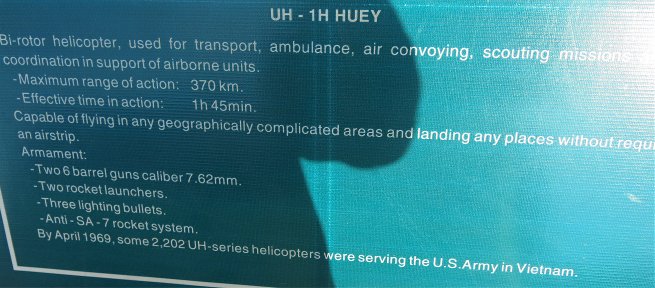 UH - 1H HUEY
Bi-rotor helicopter, used for transport, ambulance, air convoying, scouting missions
coordination in support of airborne units.
-Maximum range of action: 370 km.
-Effective time in action: 1h 45min.
Capable of flying in any geographically complicated areas and landing any places without requi
an airstrip.
Armament:
-Two 6 barrel guns caliber 7.62mm.
-Two rocket launchers.
-Three lighting bullets.
-Anti - SA - 7 rocket system.
By April 1969, some 2,202 UH-series helicopters were serving the U.S.Army in Vietnam.